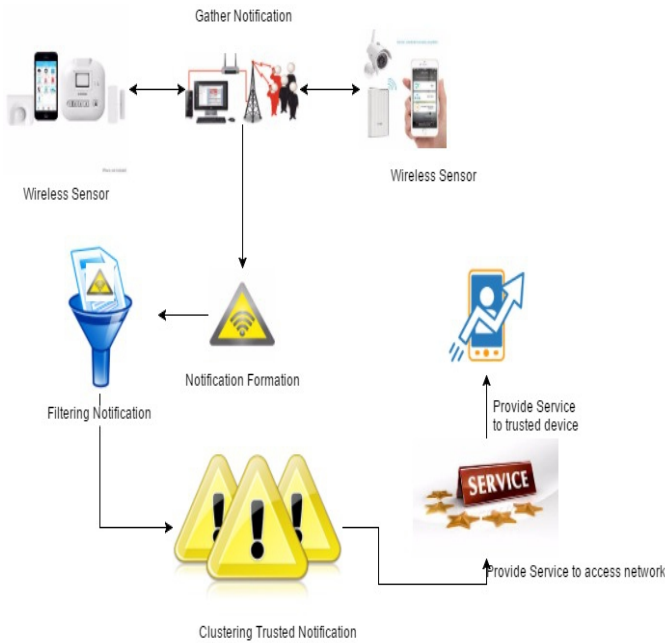 Gather Notification
Wireless Sensor
Wireless Sensor
Notification Formation
Filtering Notification
Provide Service
to trusted device
SERVICE
Provide Service to access network
Clustering Trusted Notification